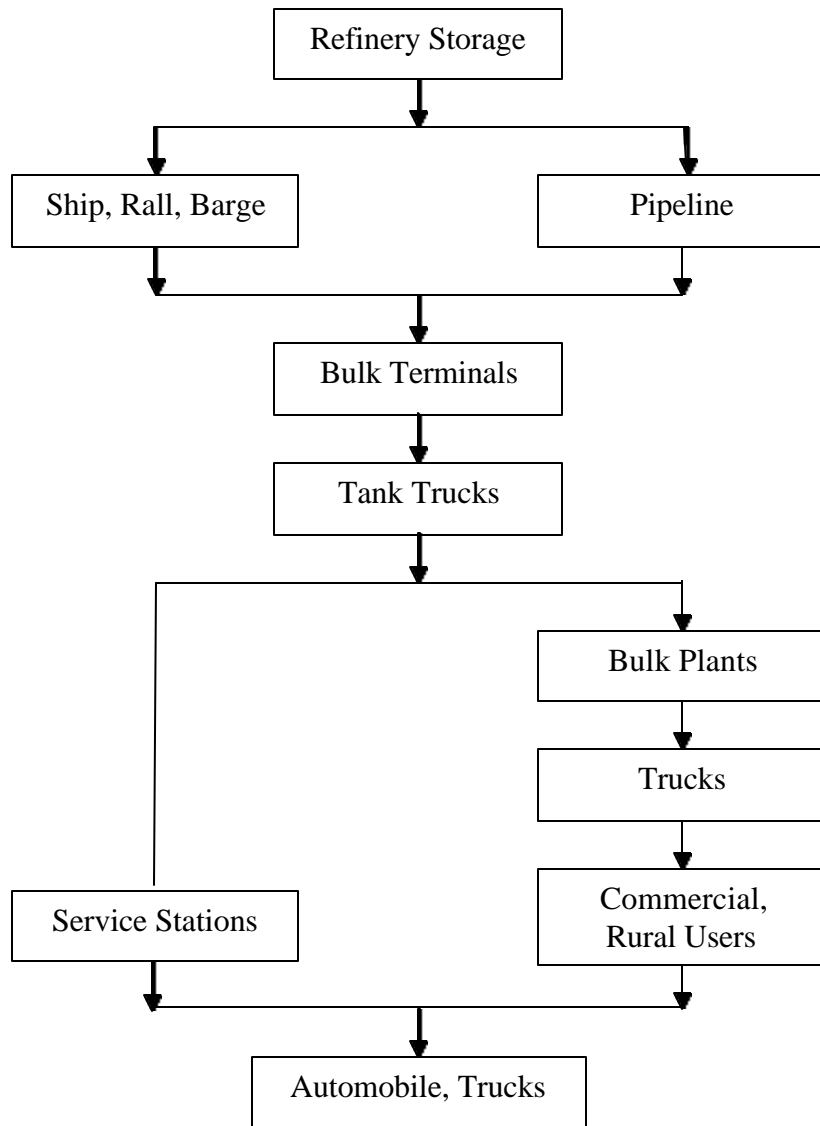 Refinery Storage
Ship, Rall, Barge
Pipeline
Bulk Terminals
Tank Trucks
Bulk Plants
Trucks
Service Stations
Commercial,
Rural Users
Automobile, Trucks